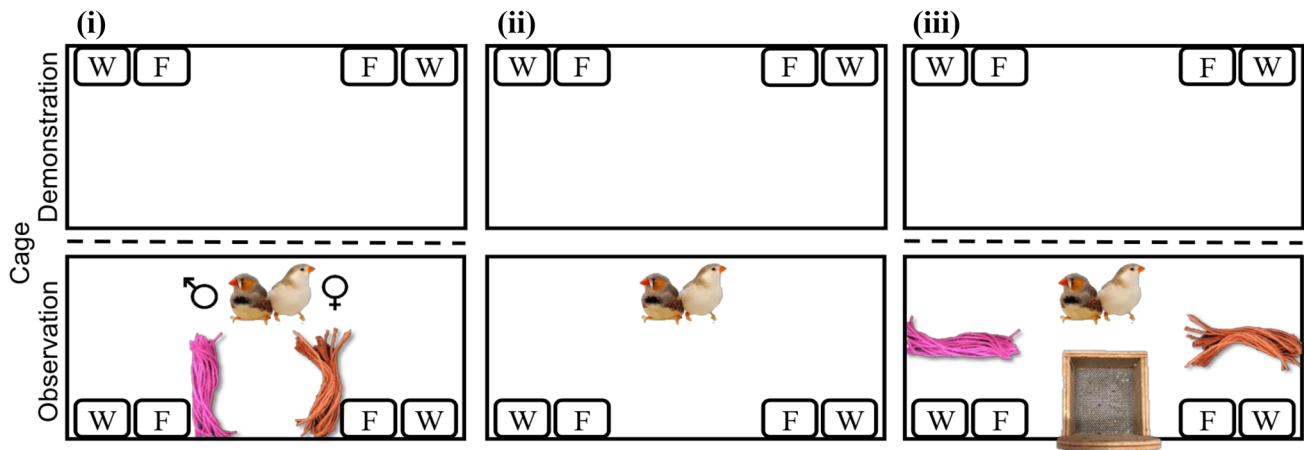 (i) (ii) (iii)
W F F W W F F W W F F W
Demonstration
Cage
Observation
♂ ♀
W F F W W F F W W F F W